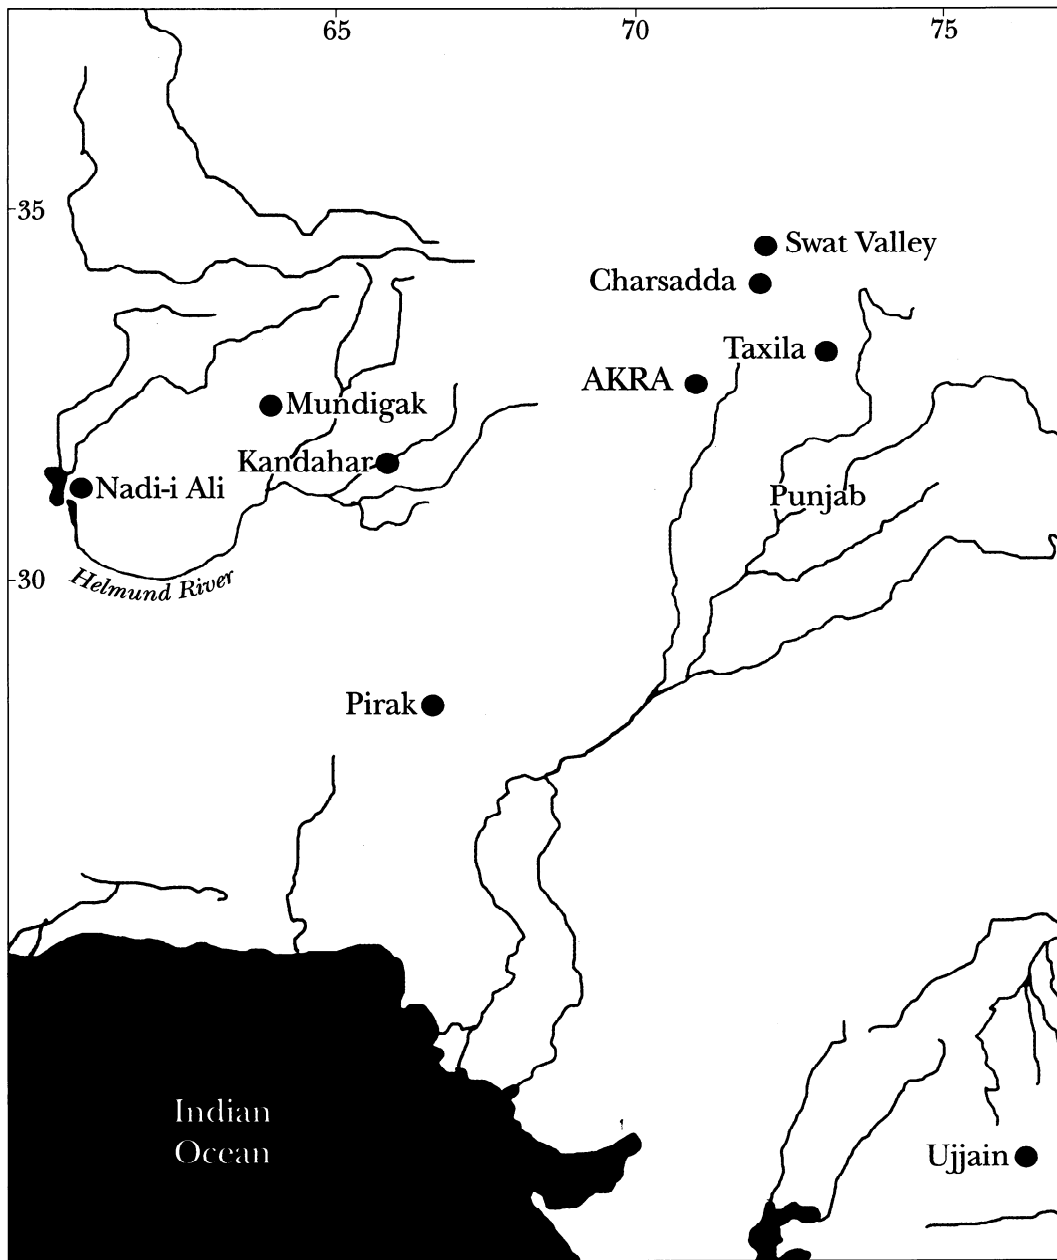 65
70
75
35
Swat Valley
Charsadda
Taxila
AKRA
Mundigak
Kandahar
Nadi-i Ali
Punjab
30
Helmund River
Pirak
Indian
Ocean
Ujjain